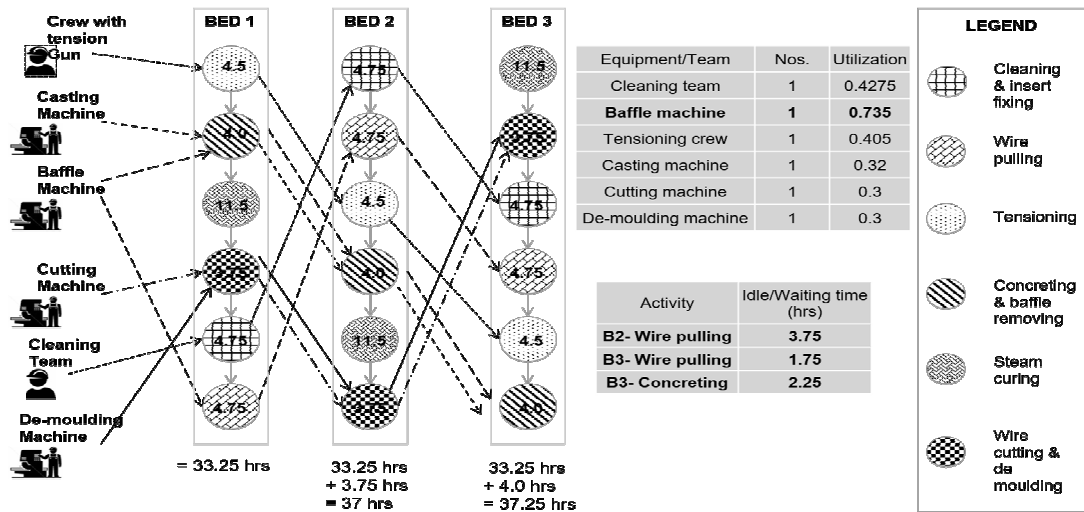 Crew with
tension
Gun
Casting
Machine
Baffle
Machine
Cutting
Machine
Cleaning
Team
De-moulding
Machine
BED 1
4.5
4.0
11.5
3.75
4.75
4.75
= 33.25 hrs
BED 2
4.75
4.75
4.5
4.0
11.5
3.75
33.25 hrs
+ 3.75 hrs
= 37 hrs
BED 3
11.5
3.75
4.75
4.75
4.5
4.0
33.25 hrs
+ 4.0 hrs
= 37.25 hrs
Equipment/Team Nos. Utilization
Cleaning team 1 0.4275
Baffle machine 1 0.735
Tensioning crew 1 0.405
Casting machine 1 0.32
Cutting machine 1 0.3
De-moulding machine 1 0.3
Activity Idle/Waiting time
(hrs)
B2- Wire pulling 3.75
B3- Wire pulling 1.75
B3- Concreting 2.25
LEGEND
Cleaning
& insert
fixing
Wire
pulling
Tensioning
Concreting
& baffle
removing
Steam
curing
Wire
cutting &
de
moulding